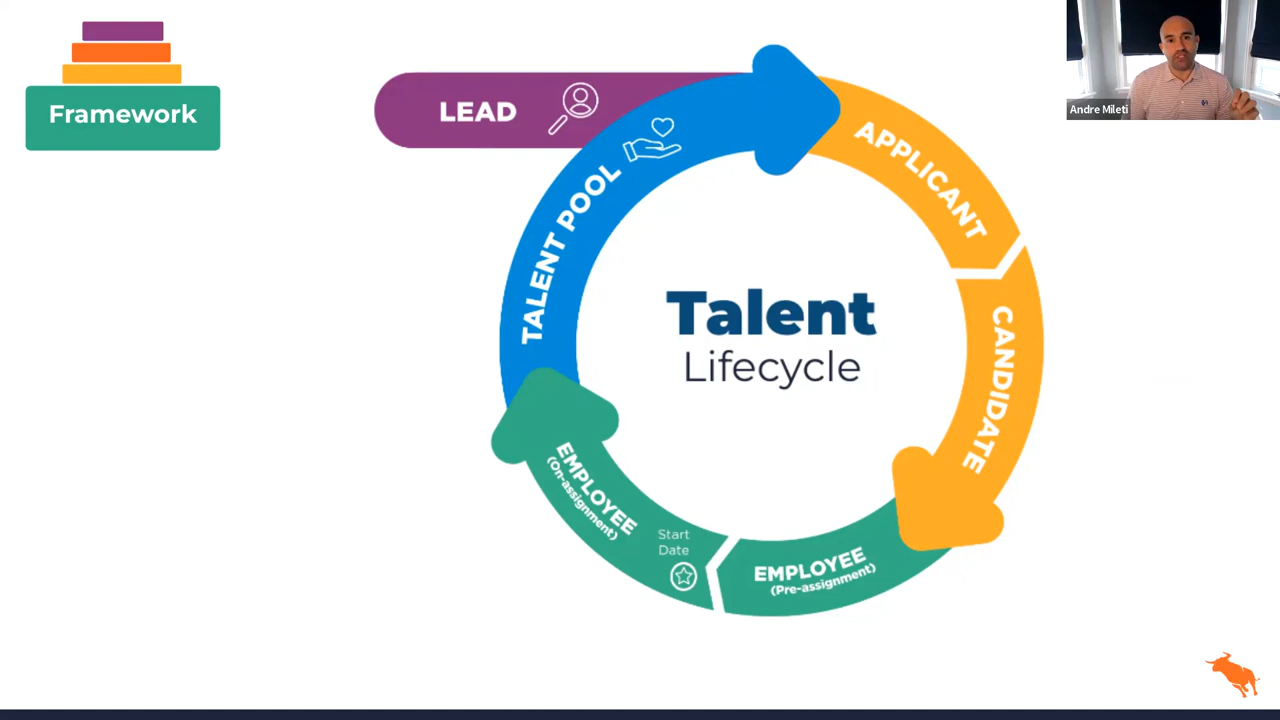 Framework
LEAD
TALENT POOL
APPLICANT
CANDIDATE
Talent
Lifecycle
EMPLOYEE
(Pre-assignment)
Start
Date
EMPLOYEE
(On-assignment)
Andre Mileti